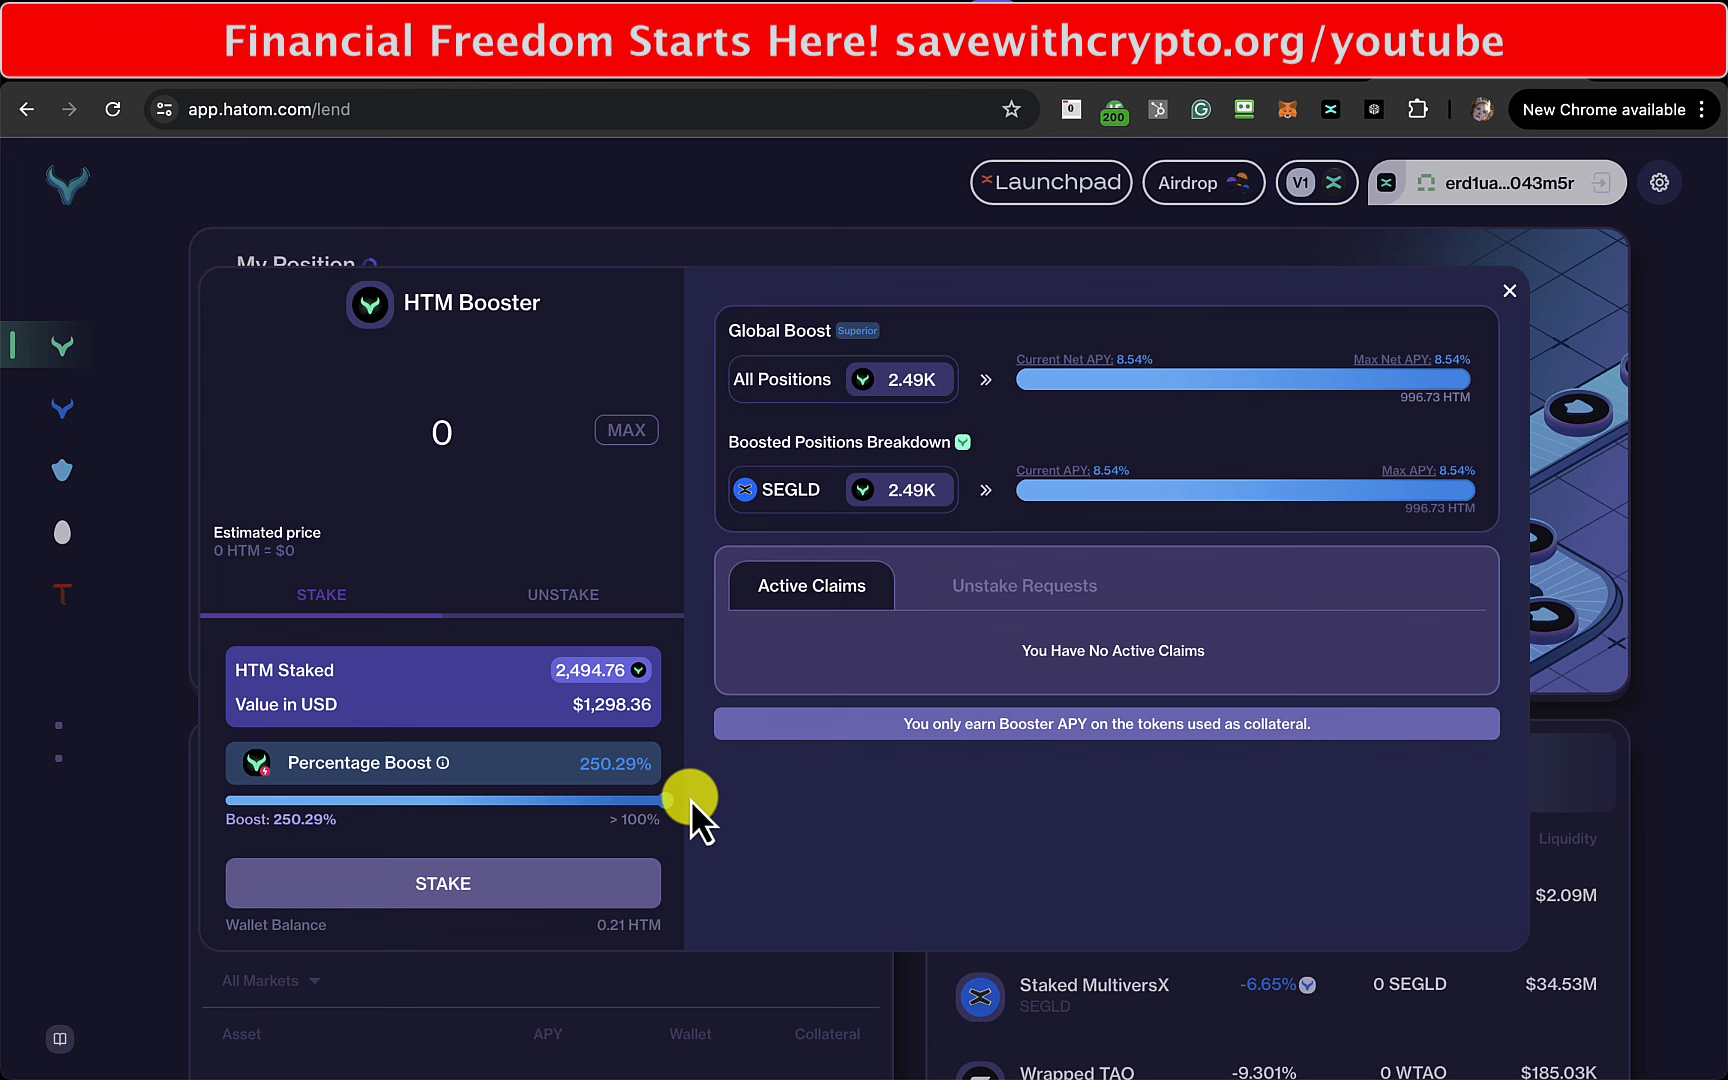 Financial Freedom Starts Here! savewithcrypto.org/youtube
app.hatom.com/lend
0
200
New Chrome available
Launchpad
Airdrop
V1
erd1ua...043m5r
My Position
HTM Booster
0
MAX
Estimated price
0 HTM = $0
STAKE
UNSTAKE
HTM Staked
2,494.76
Value in USD
$1,298.36
Percentage Boost
250.29%
Boost: 250.29%
> 100%
STAKE
Wallet Balance
0.21 HTM
Global Boost Superior
All Positions
2.49K
Current Net APY: 8.54%
Max Net APY: 8.54%
996.73 HTM
Boosted Positions Breakdown
SEGLD
2.49K
Current APY: 8.54%
Max APY: 8.54%
996.73 HTM
Active Claims
Unstake Requests
You Have No Active Claims
You only earn Booster APY on the tokens used as collateral.
All Markets
Asset
APY
Wallet
Collateral
Liquidity
$2.09M
Staked MultiversX
SEGLD
-6.65%
0 SEGLD
$34.53M
Wrapped TAO
-9.301%
0 WTAO
$185.03K